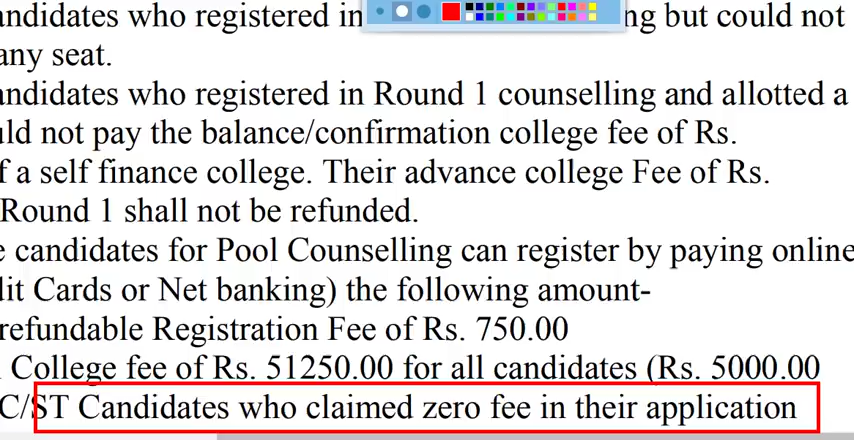 andidates who registered in ng but could not
any seat.
andidates who registered in Round 1 counselling and allotted a
uld not pay the balance/confirmation college fee of Rs.
f a self finance college. Their advance college Fee of Rs.
Round 1 shall not be refunded.
e candidates for Pool Counselling can register by paying online
dit Cards or Net banking) the following amount-
refundable Registration Fee of Rs. 750.00
College fee of Rs. 51250.00 for all candidates (Rs. 5000.00
C/ST Candidates who claimed zero fee in their application